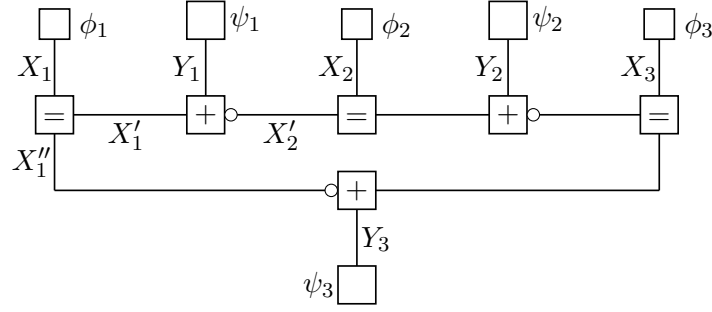 ϕ₁ ψ₁ ϕ₂ ψ₂ ϕ₃
X₁ Y₁ X₂ Y₂ X₃
= + = + =
X₁′ X₂′
X₁″
+
Y₃
ψ₃